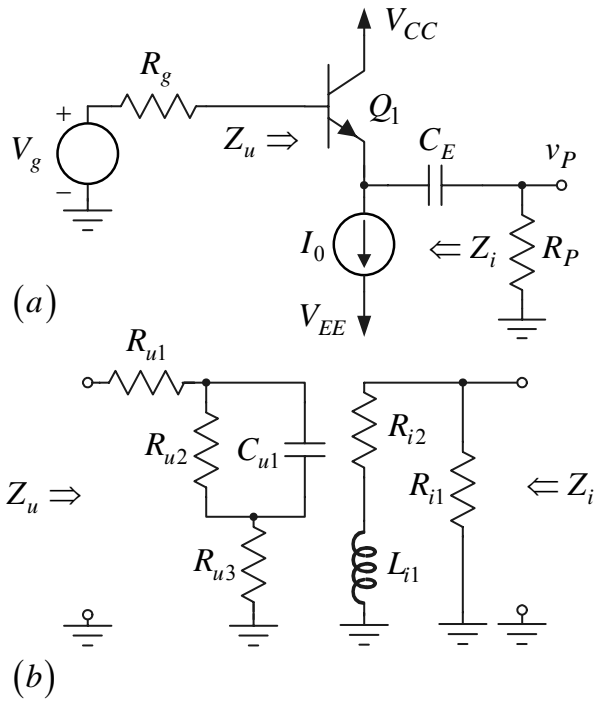 V_CC
R_g
+
V_g
−
Z_u ⇒
Q_1
C_E
v_P
I_0
⇐ Z_i
R_P
V_EE
(a)
R_u1
R_u2
C_u1
R_i2
R_i1
Z_u ⇒
⇐ Z_i
R_u3
L_i1
(b)